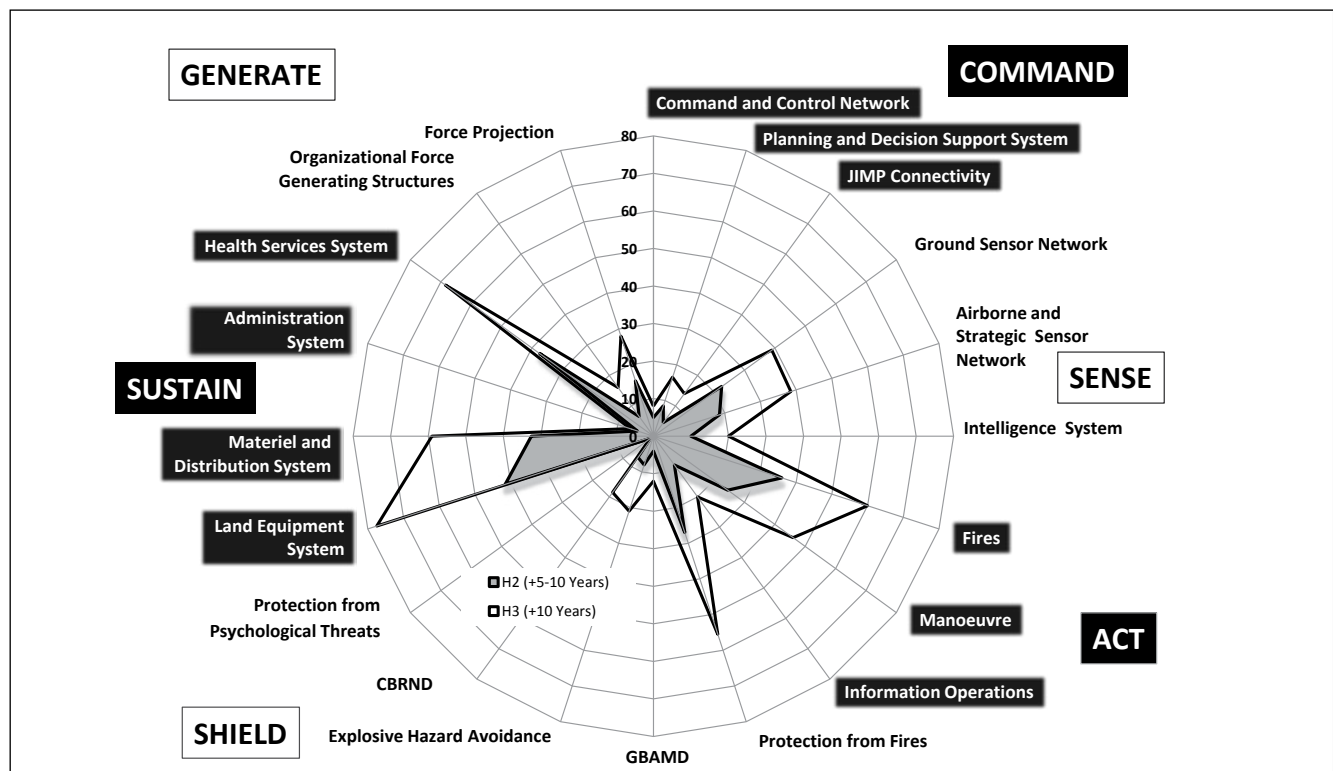 GENERATE
COMMAND
Command and Control Network
Force Projection
Planning and Decision Support System
Organizational Force
Generating Structures
JIMP Connectivity
80
70
60
50
40
30
20
10
0
Health Services System
Ground Sensor Network
Administration
System
Airborne and
Strategic Sensor
Network
SUSTAIN
SENSE
Materiel and
Distribution System
Intelligence System
Land Equipment
System
Fires
H2 (+5-10 Years)
H3 (+10 Years)
Protection from
Psychological Threats
Manoeuvre
ACT
CBRND
Information Operations
SHIELD
Explosive Hazard Avoidance
GBAMD
Protection from Fires